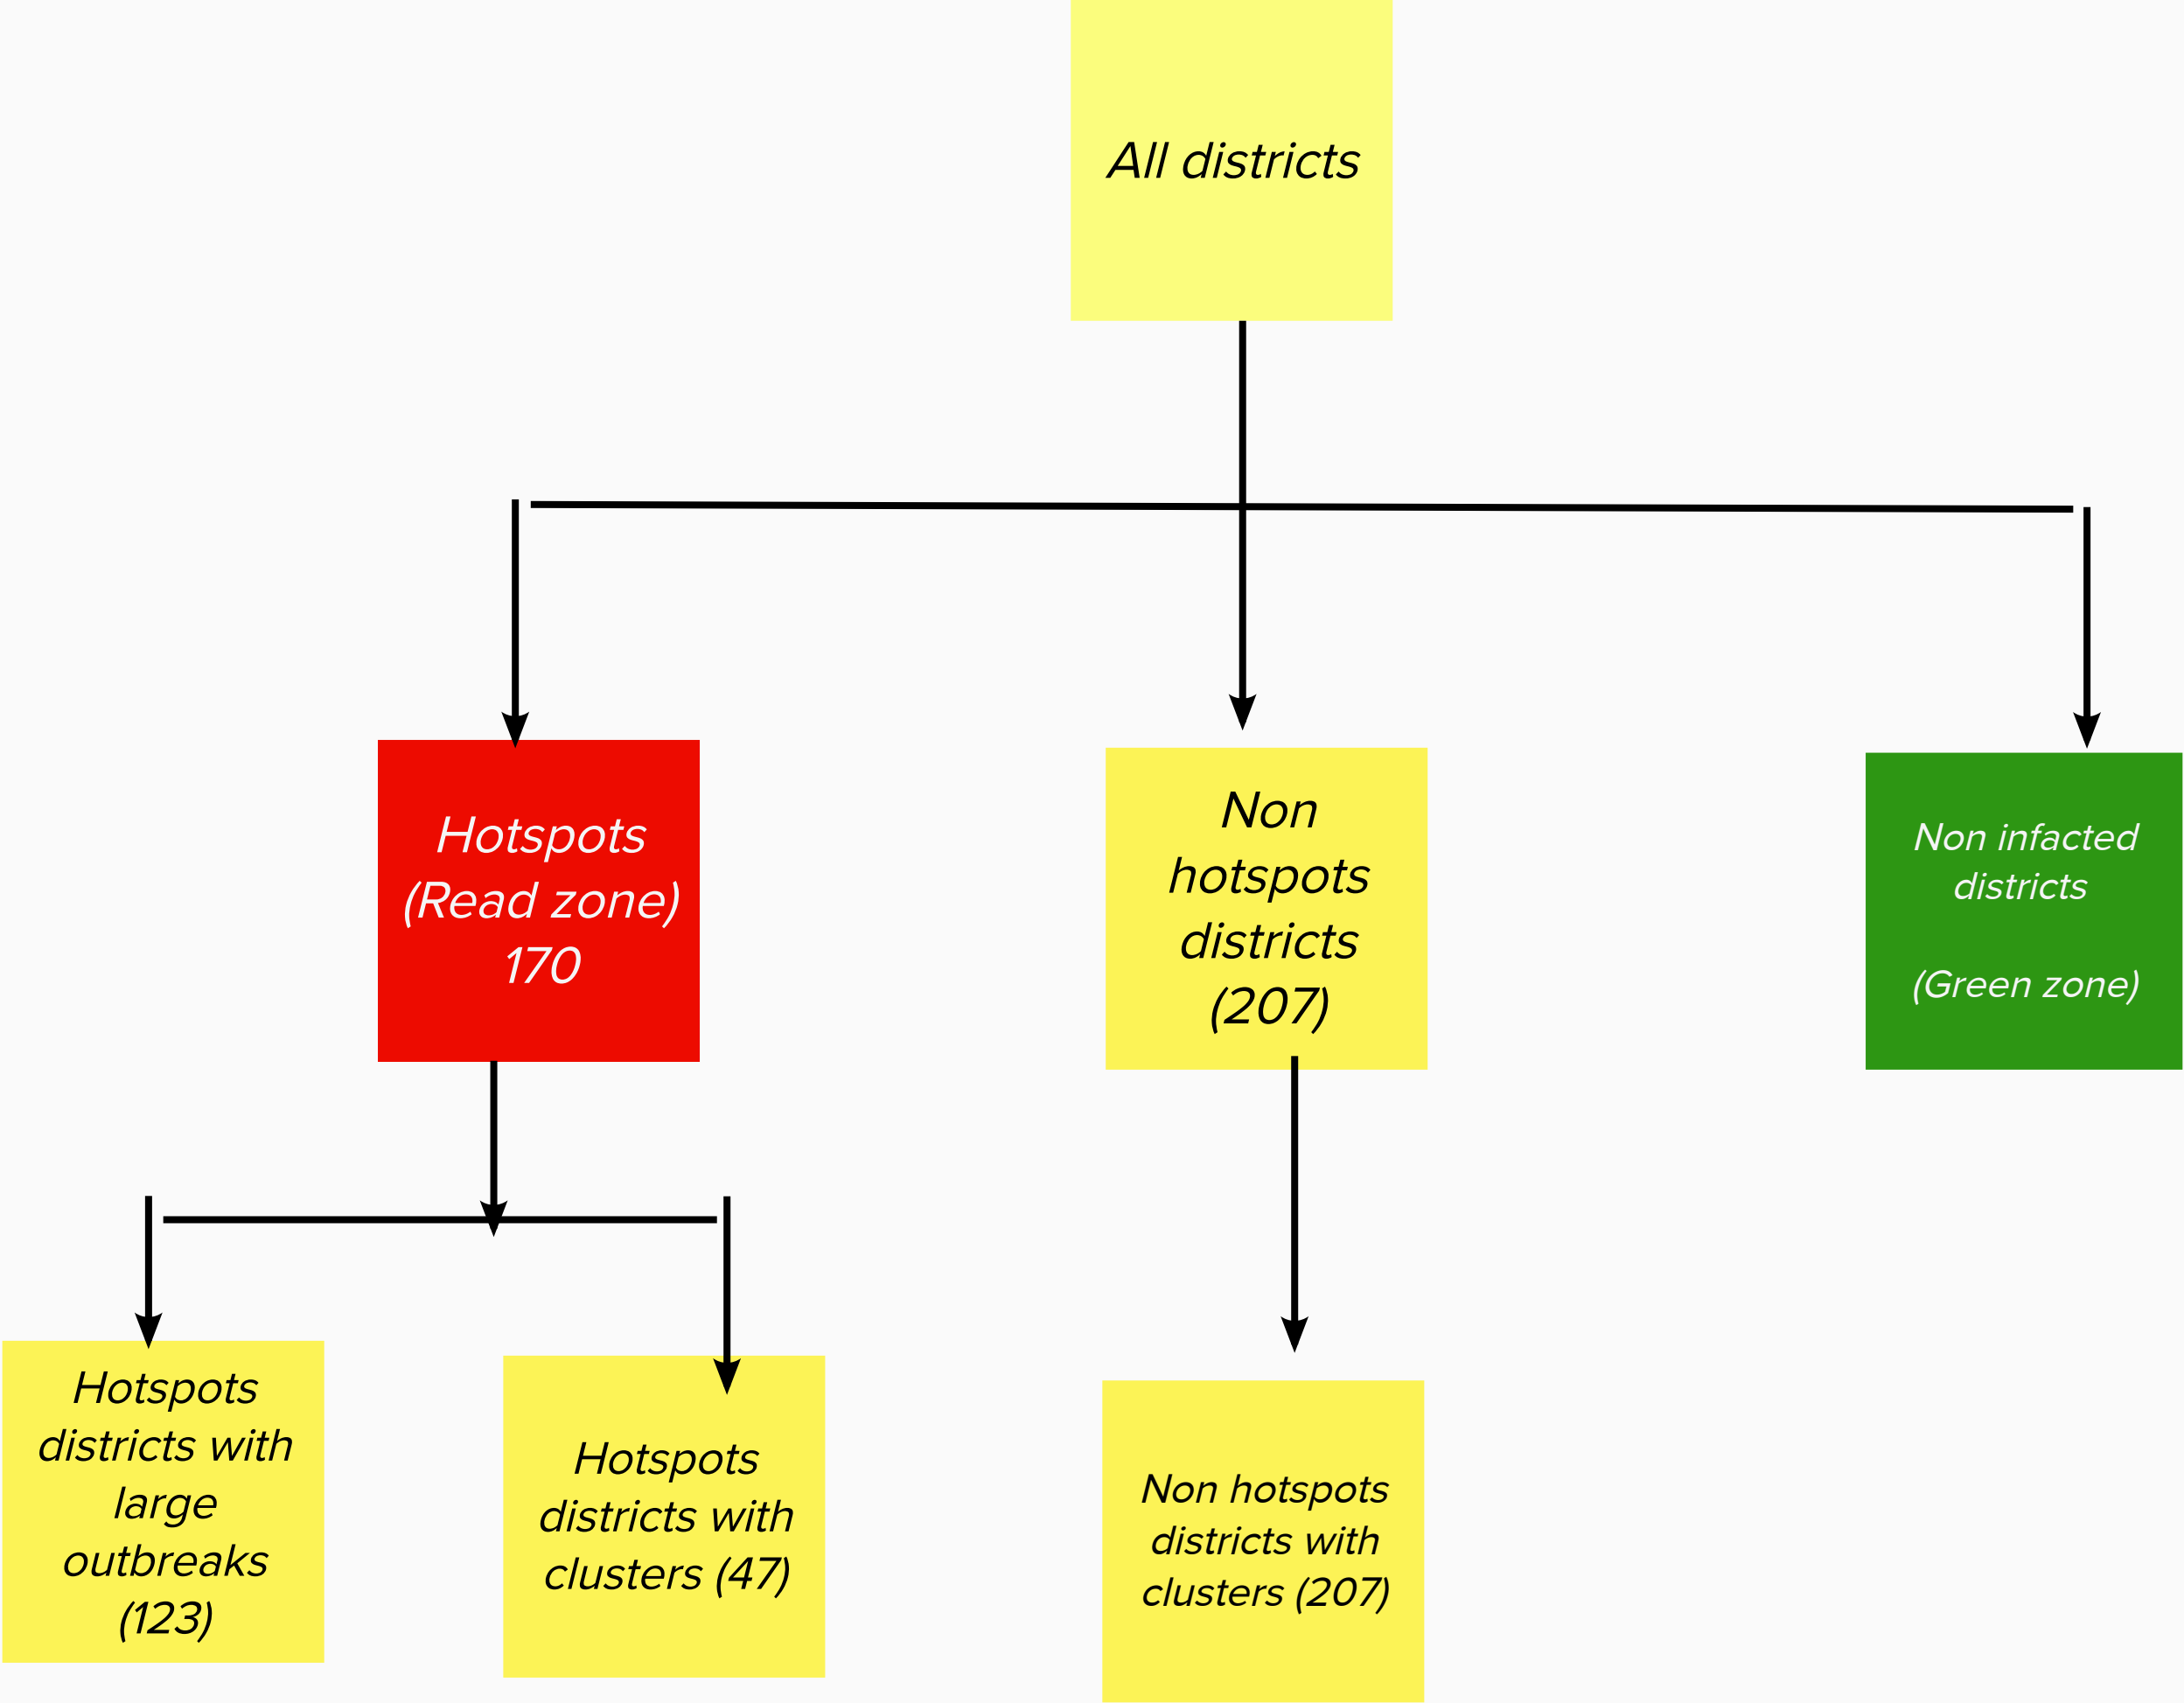 All districts
Hotspots
(Read zone)
170
Non
hotspots
districts
(207)
Non infacted
districts
(Green zone)
Hotspots
districts with
large
outbreaks
(123)
Hotspots
districts with
clusters (47)
Non hotspots
districts with
clusters (207)